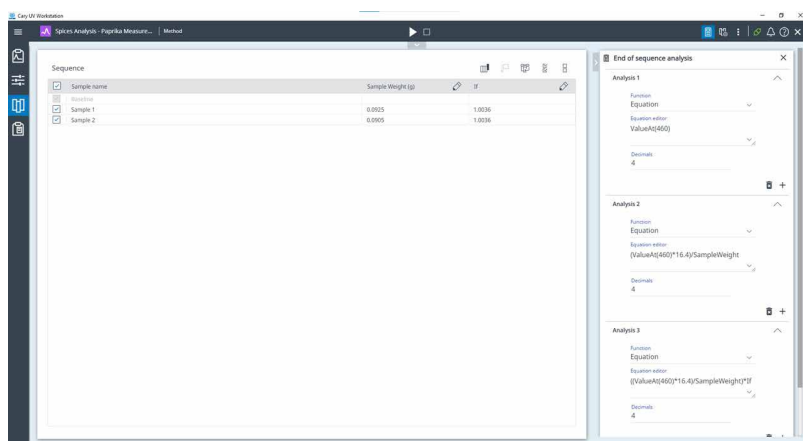 Cary UV Workstation
Spices Analysis - Paprika Measure... | Method
Sequence
Sample name Sample Weight (g) If
Baseline
Sample 1 0.0925 1.0036
Sample 2 0.0905 1.0036
End of sequence analysis
Analysis 1
Function
Equation
Equation editor
ValueAt(460)
Decimals
4
Analysis 2
Function
Equation
Equation editor
(ValueAt(460)*16.4)/SampleWeight
Decimals
4
Analysis 3
Function
Equation
Equation editor
((ValueAt(460)*16.4)/SampleWeight)*If
Decimals
4